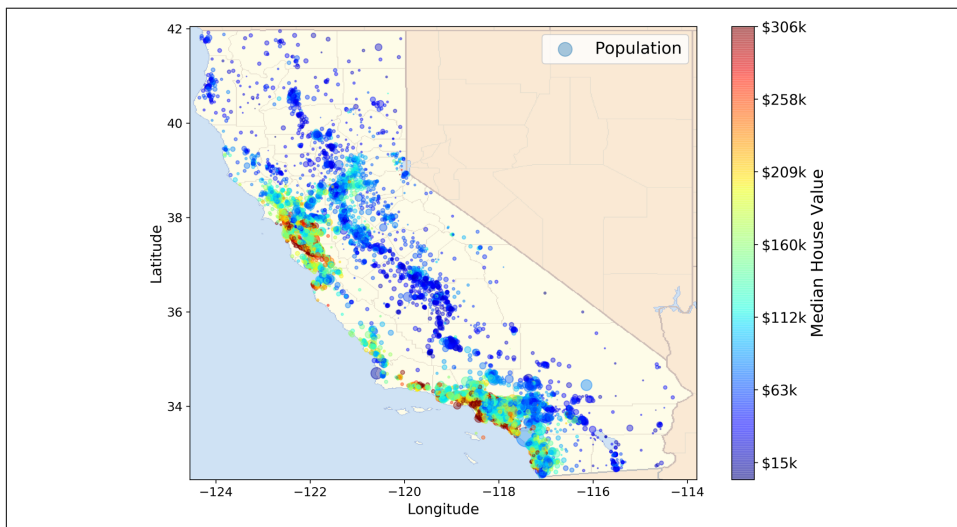 42
40
38
36
34
Latitude
−124
−122
−120
−118
−116
−114
Longitude
Population
$306k
$258k
$209k
$160k
$112k
$63k
$15k
Median House Value